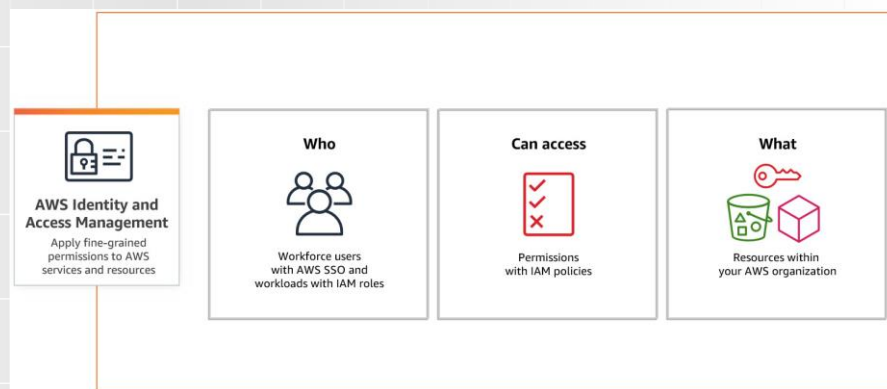 AWS Identity and
Access Management
Apply fine-grained
permissions to AWS
services and resources
Who
Workforce users
with AWS SSO and
workloads with IAM roles
Can access
Permissions
with IAM policies
What
Resources within
your AWS organization